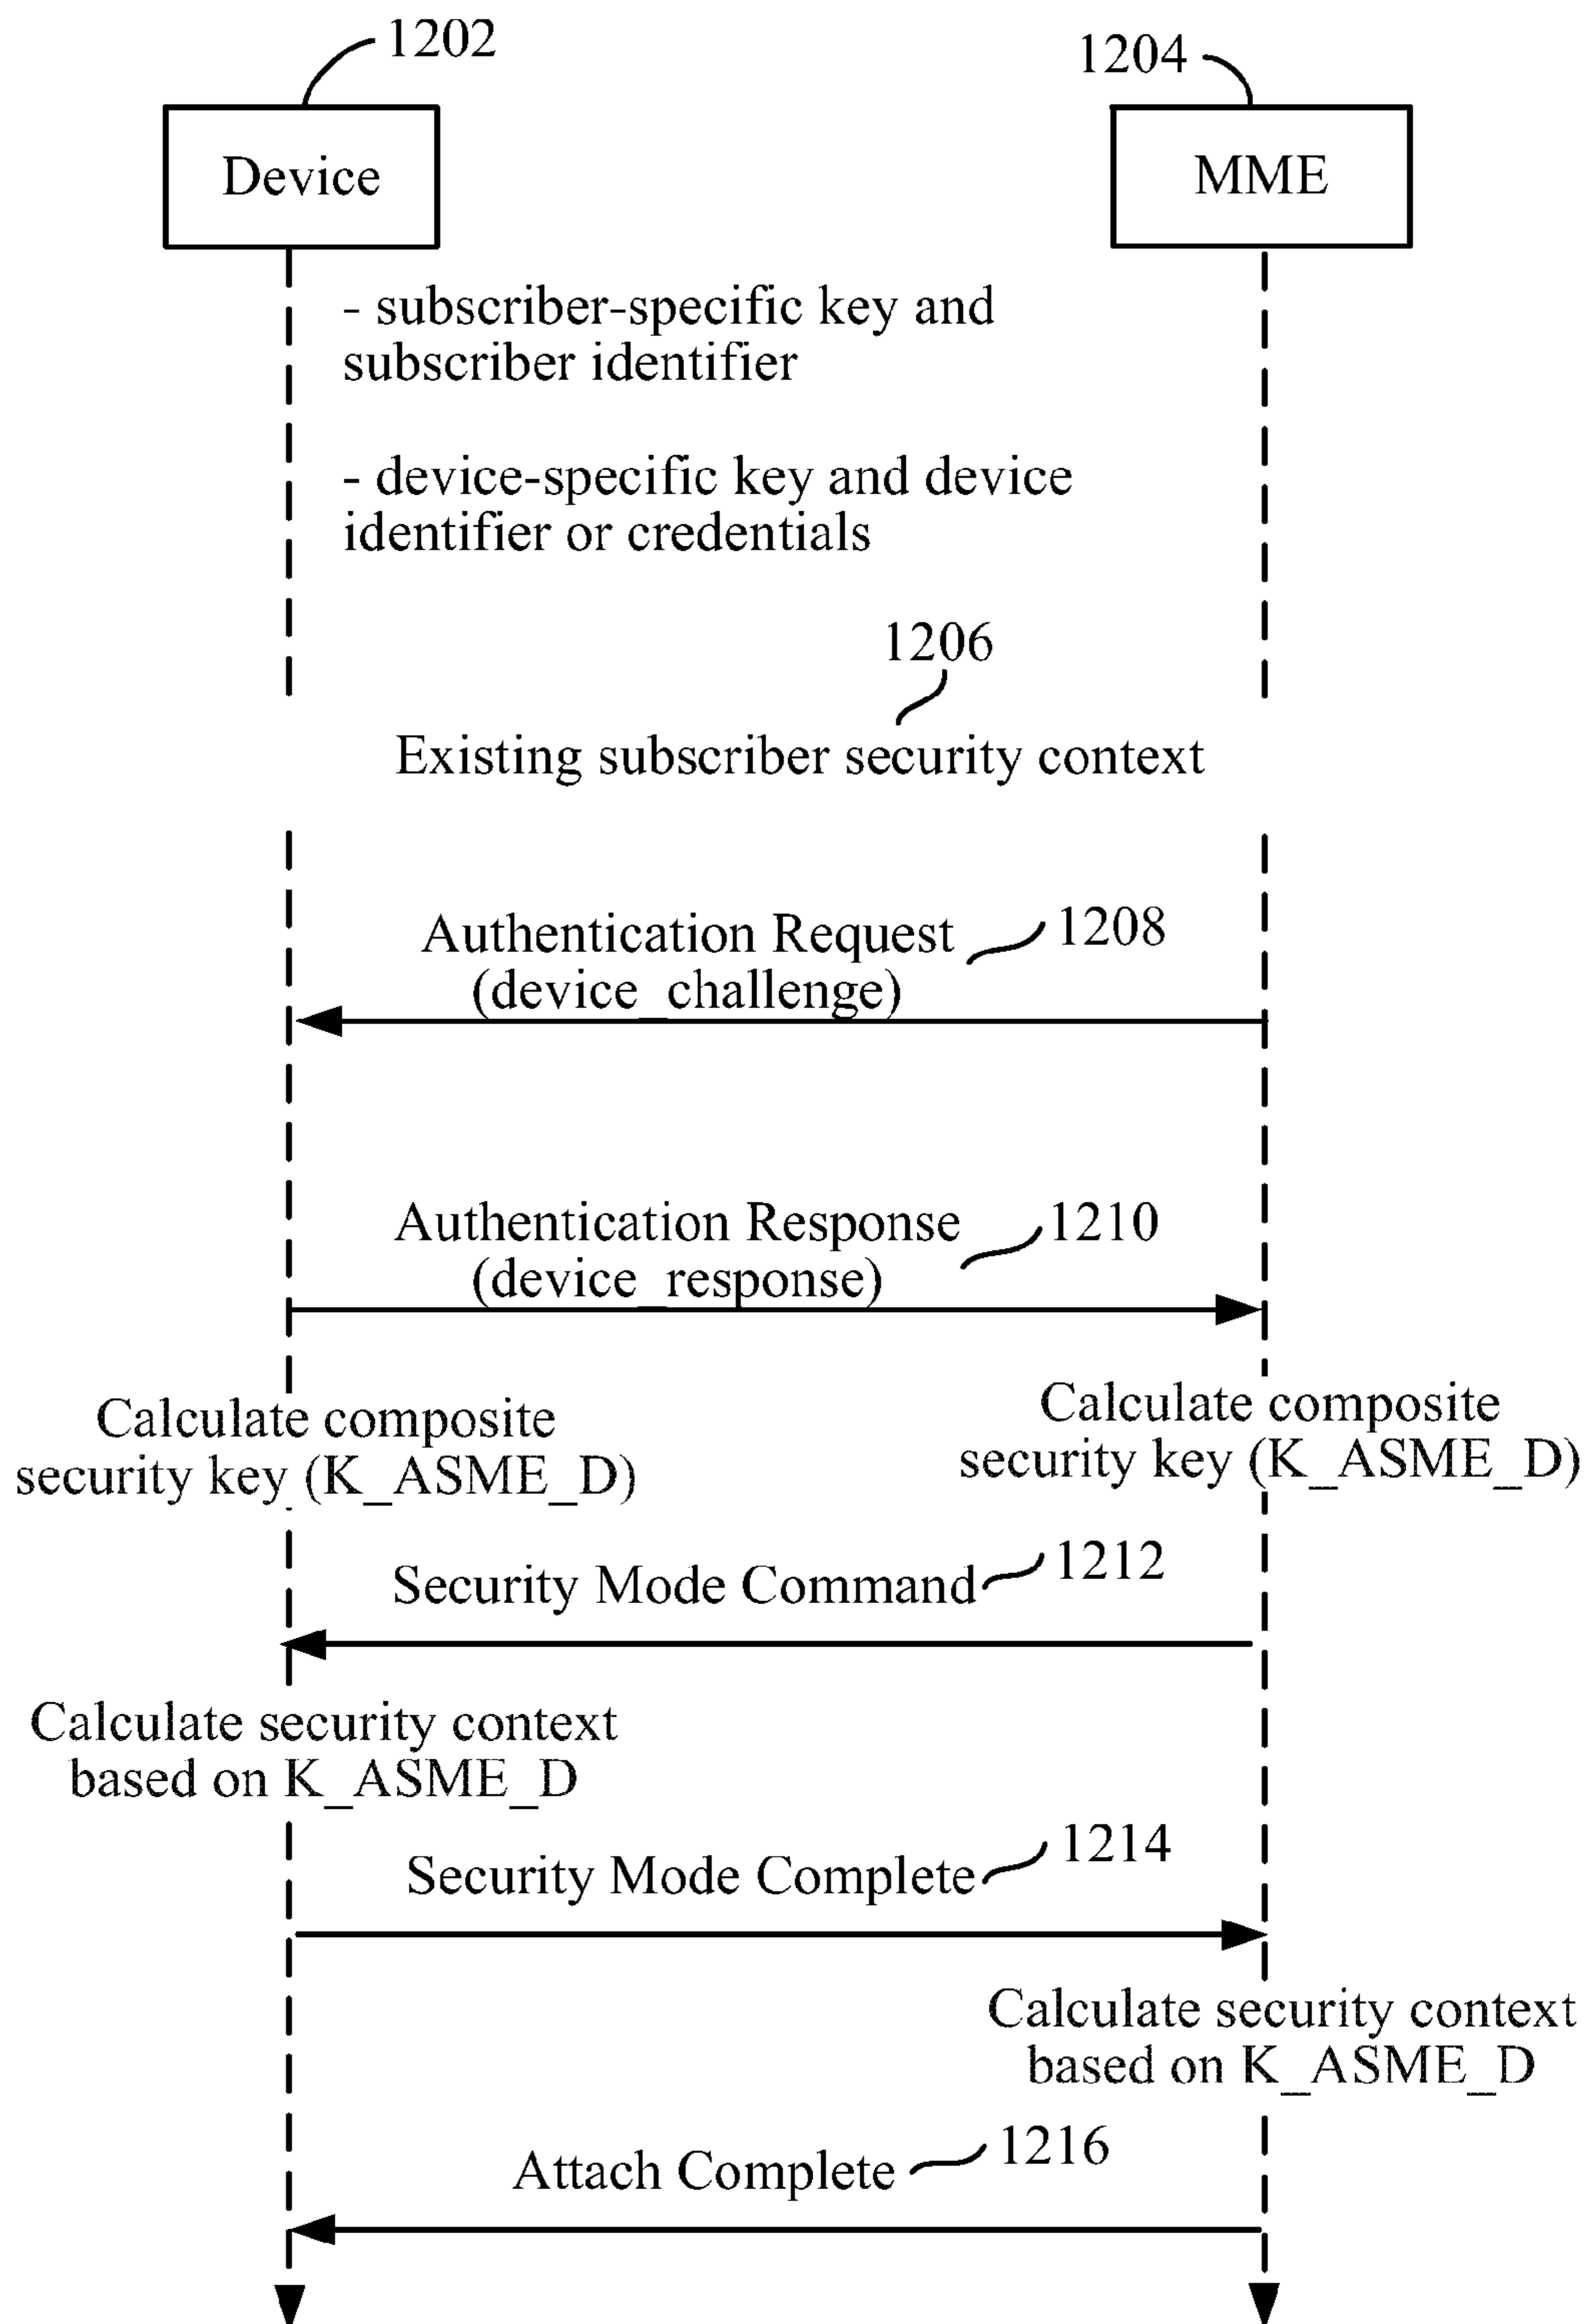 1202
1204
Device
MME
- subscriber-specific key and
subscriber identifier
- device-specific key and device
identifier or credentials
1206
Existing subscriber security context
Authentication Request
1208
(device_challenge)
Authentication Response
1210
(device_response)
Calculate composite
security key (K_ASME_D)
Calculate composite
security key (K_ASME_D)
Security Mode Command
1212
Calculate security context
based on K_ASME_D
Security Mode Complete
1214
Calculate security context
based on K_ASME_D
Attach Complete
1216